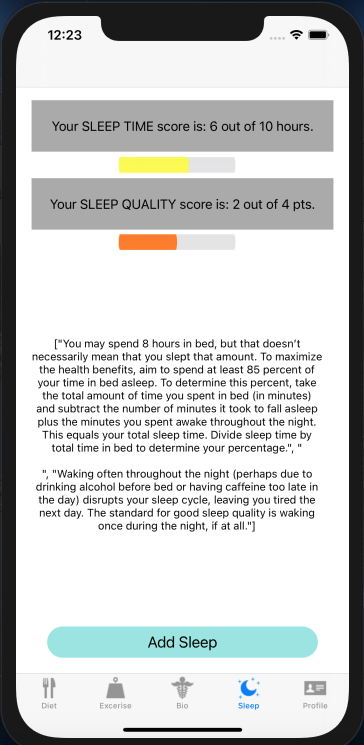 12:23
Your SLEEP TIME score is: 6 out of 10 hours.
Your SLEEP QUALITY score is: 2 out of 4 pts.
["You may spend 8 hours in bed, but that doesn’t
necessarily mean that you slept that amount. To maximize
the health benefits, aim to spend at least 85 percent of
your time in bed asleep. To determine this percent, take
the total amount of time you spent in bed (in minutes)
and subtract the number of minutes it took to fall asleep
plus the minutes you spent awake throughout the night.
This equals your total sleep time. Divide sleep time by
total time in bed to determine your percentage.", "
", "Waking often throughout the night (perhaps due to
drinking alcohol before bed or having caffeine too late in
the day) disrupts your sleep cycle, leaving you tired the
next day. The standard for good sleep quality is waking
once during the night, if at all."]
Add Sleep
Diet
Excerise
Bio
Sleep
Profile